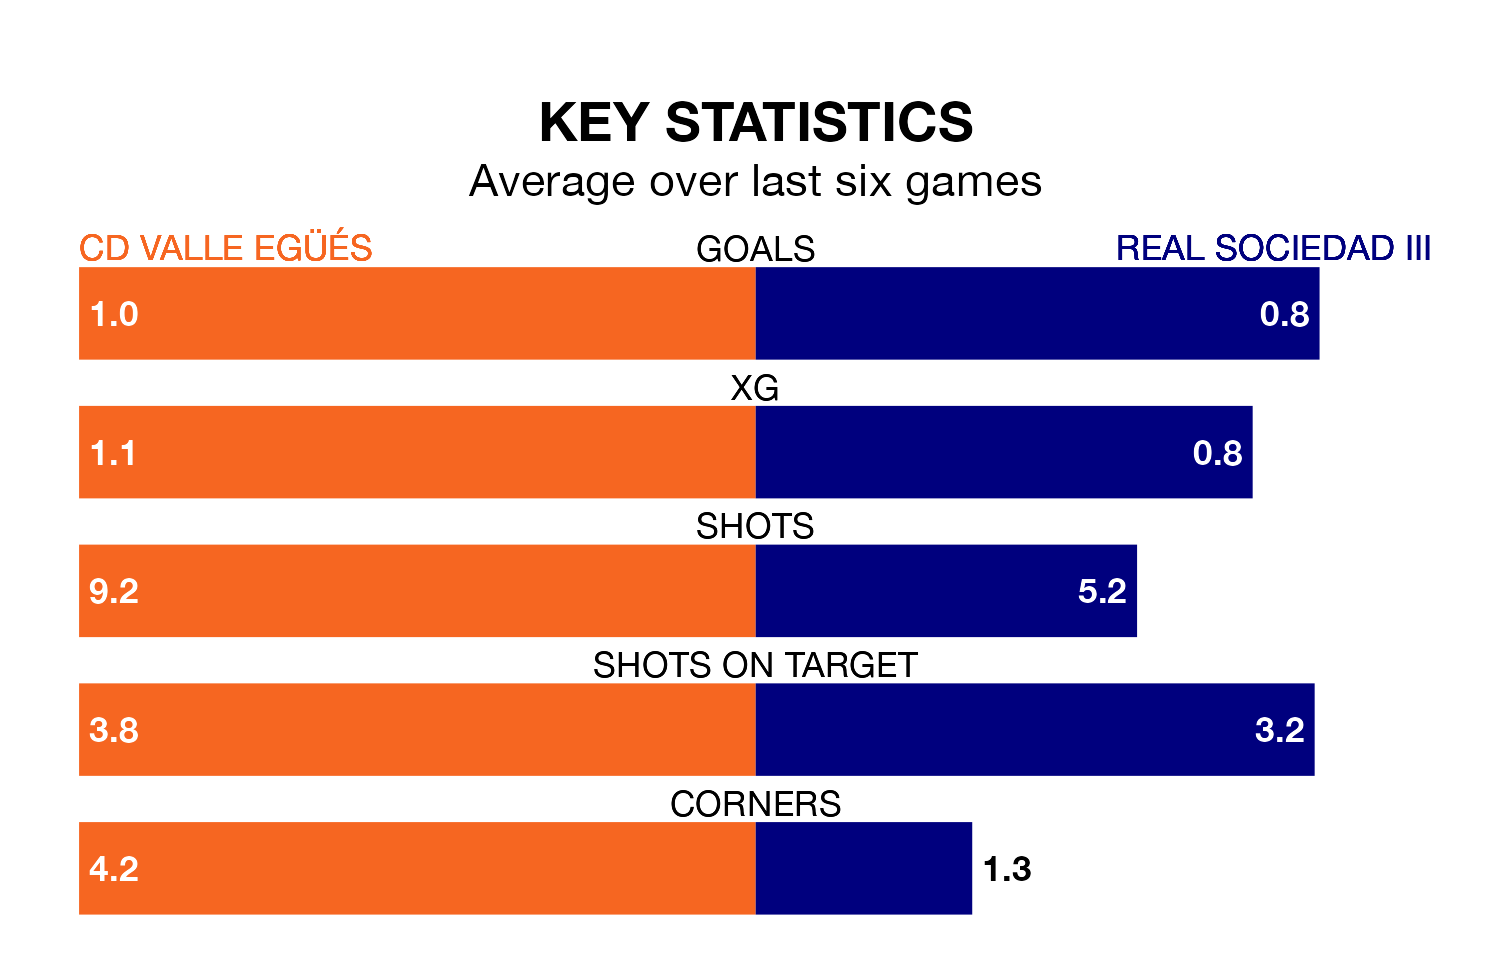 KEY STATISTICS
Average over last six games
CD VALLE EGÜÉS GOALS REAL SOCIEDAD III
1.0 0.8
XG
1.1 0.8
SHOTS
9.2 5.2
SHOTS ON TARGET
3.8 3.2
CORNERS
4.2 1.3